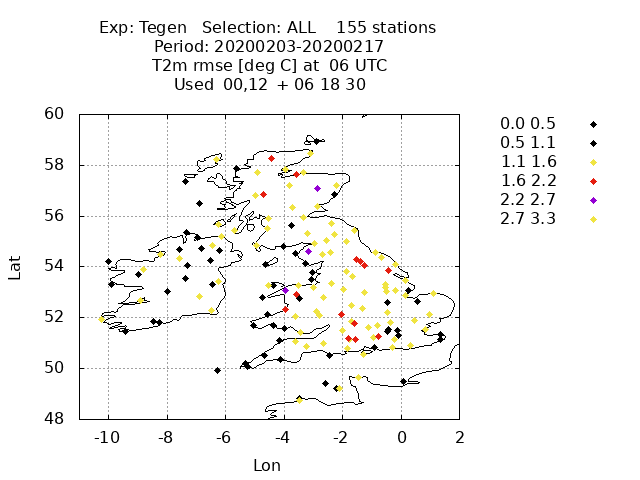 Exp: Tegen   Selection: ALL    155 stations
Period: 20200203-20200217
T2m rmse [deg C] at  06 UTC
Used  00,12  + 06 18 30
60
58
56
54
52
50
48
Lat
-10 -8 -6 -4 -2 0 2
Lon
0.0 0.5
0.5 1.1
1.1 1.6
1.6 2.2
2.2 2.7
2.7 3.3